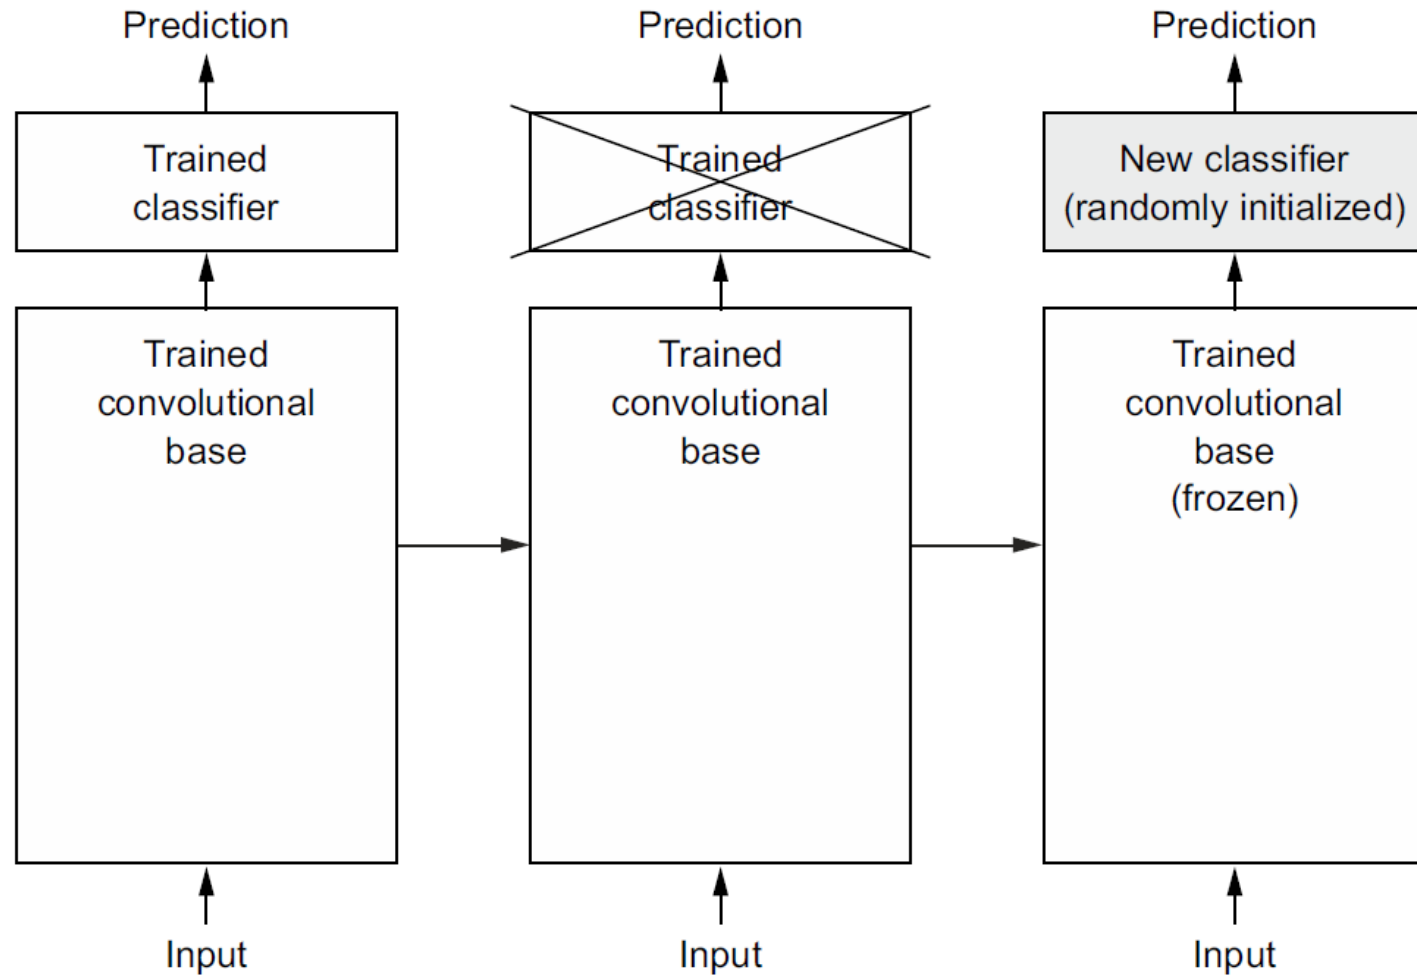 Prediction
Trained
classifier
Trained
convolutional
base
Input
Prediction
Trained
classifier
Trained
convolutional
base
Input
Prediction
New classifier
(randomly initialized)
Trained
convolutional
base
(frozen)
Input